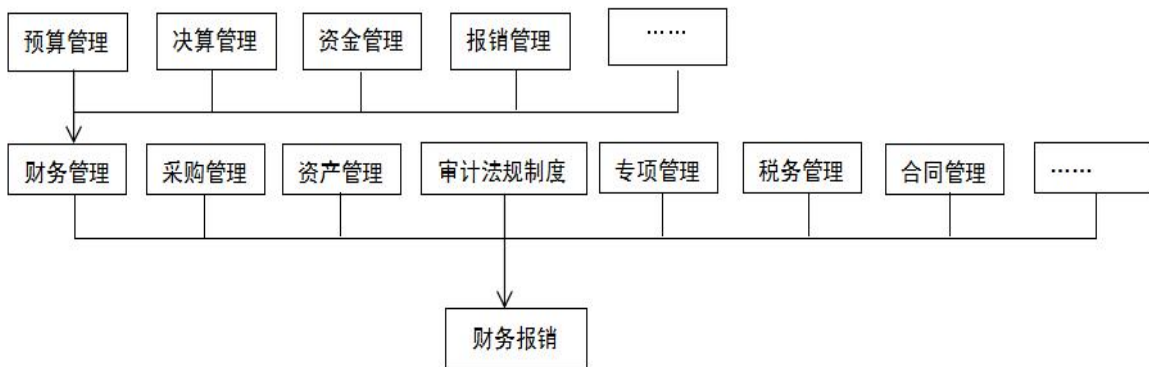 预算管理
决算管理
资金管理
报销管理
……
财务管理
采购管理
资产管理
审计法规制度
专项管理
税务管理
合同管理
……
财务报销